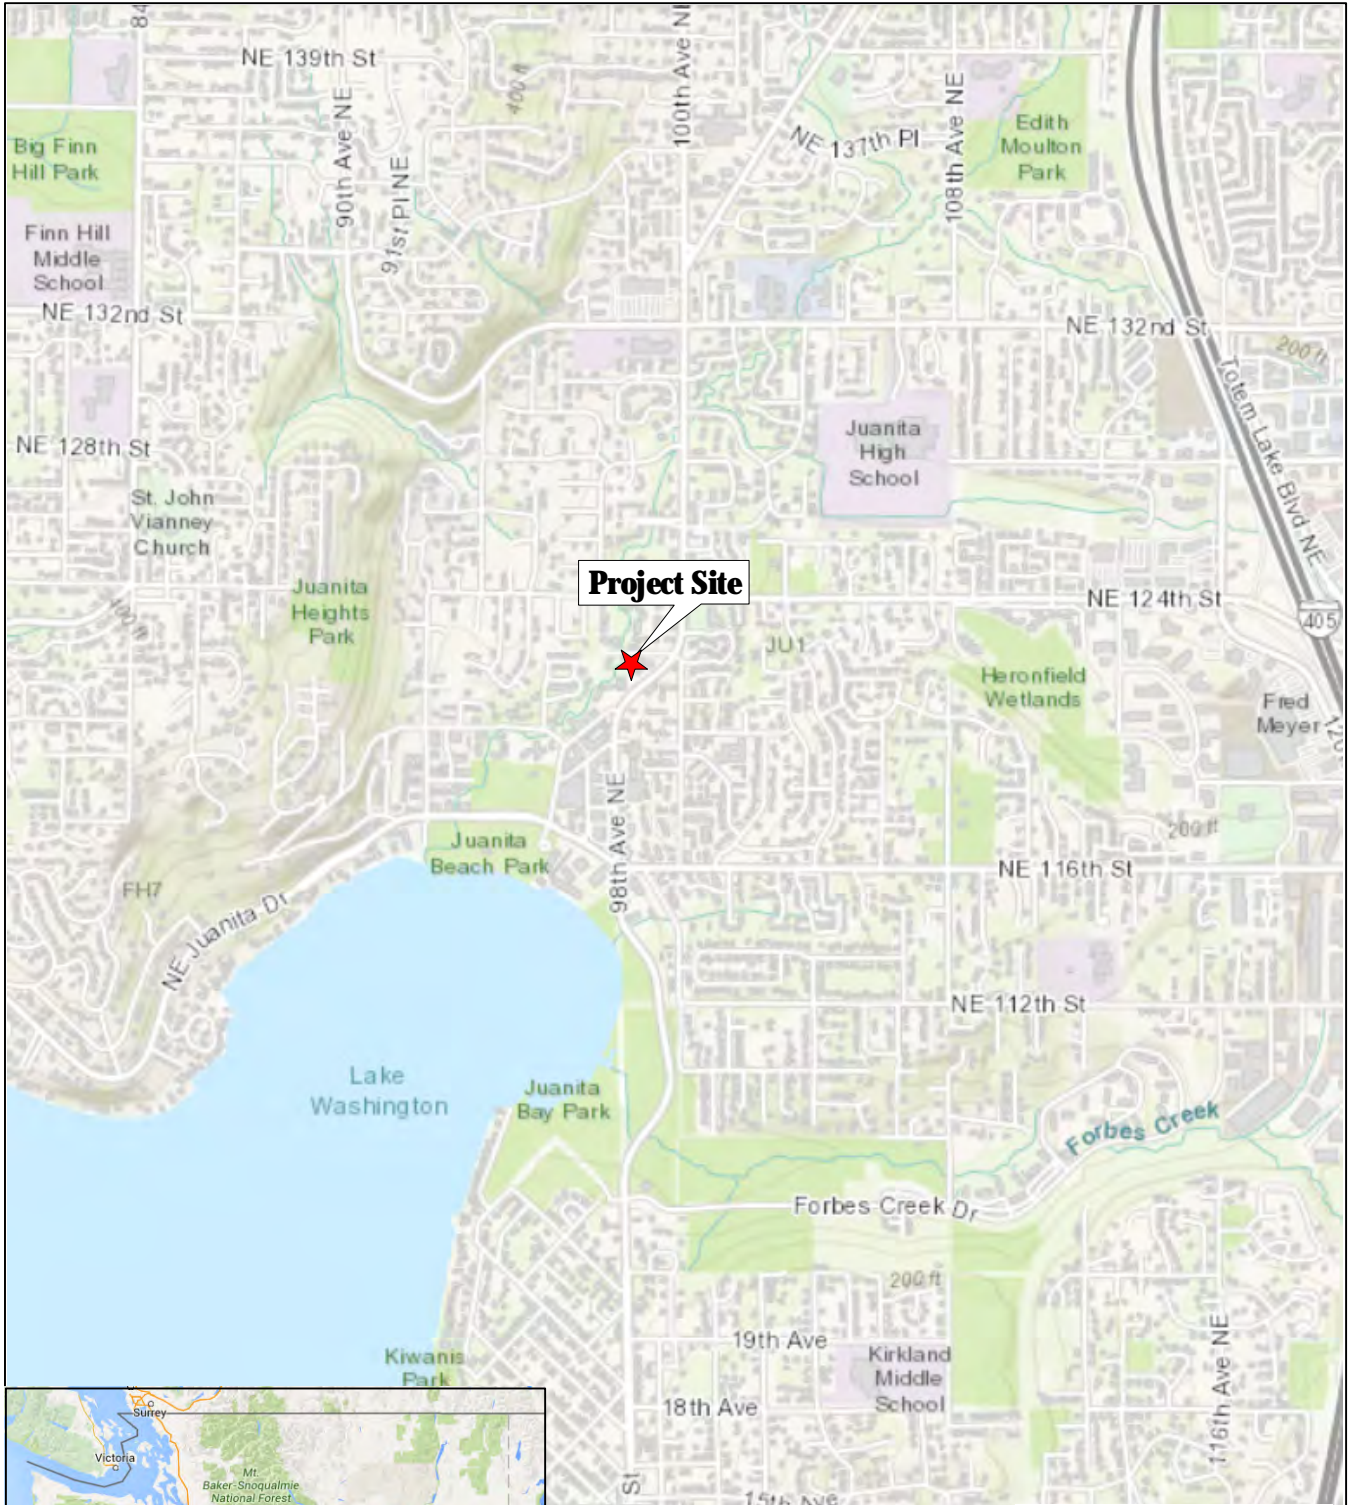 84
NE 139th St
400 ft
100th Ave NE
90th Ave NE
91st Pl NE
NE 137th Pl
108th Ave NE
Edith
Moulton
Park
Big Finn
Hill Park
Finn Hill
Middle
School
NE 132nd St
NE 132nd St
200 ft
Totem Lake Blvd NE
NE 128th St
Juanita
High
School
St. John
Vianney
Church
Juanita
Heights
Park
400 ft
Project Site
NE 124th St
405
JU1
Heronfield
Wetlands
Fred
Meyer
98th Ave NE
200 ft
Juanita
Beach Park
NE 116th St
FH7
NE Juanita Dr
NE 112th St
Lake
Washington
Juanita
Bay Park
Forbes Creek
Forbes Creek Dr
200 ft
19th Ave
Kirkland
Middle
School
116th Ave NE
Kiwanis
Park
18th Ave
St
15th Ave
Surrey
Victoria
Mt.
Baker-Snoqualmie
National Forest